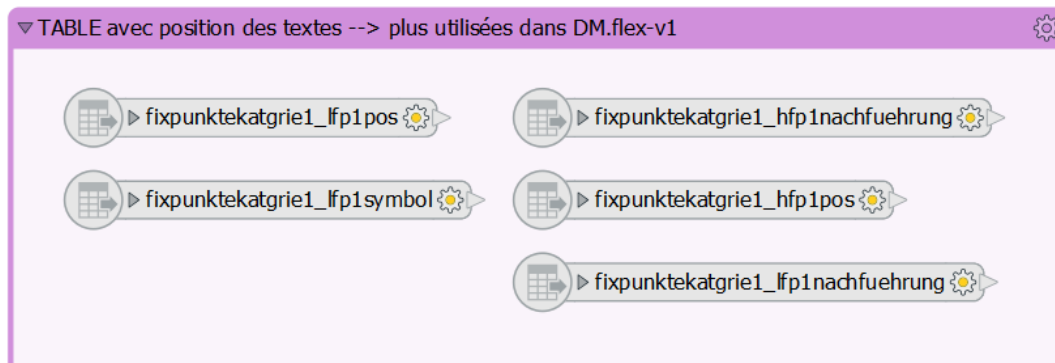 TABLE avec position des textes --> plus utilisées dans DM.flex-v1
fixpunktekatgrie1_lfp1pos
fixpunktekatgrie1_hfp1nachfuehrung
fixpunktekatgrie1_lfp1symbol
fixpunktekatgrie1_hfp1pos
fixpunktekatgrie1_lfp1nachfuehrung